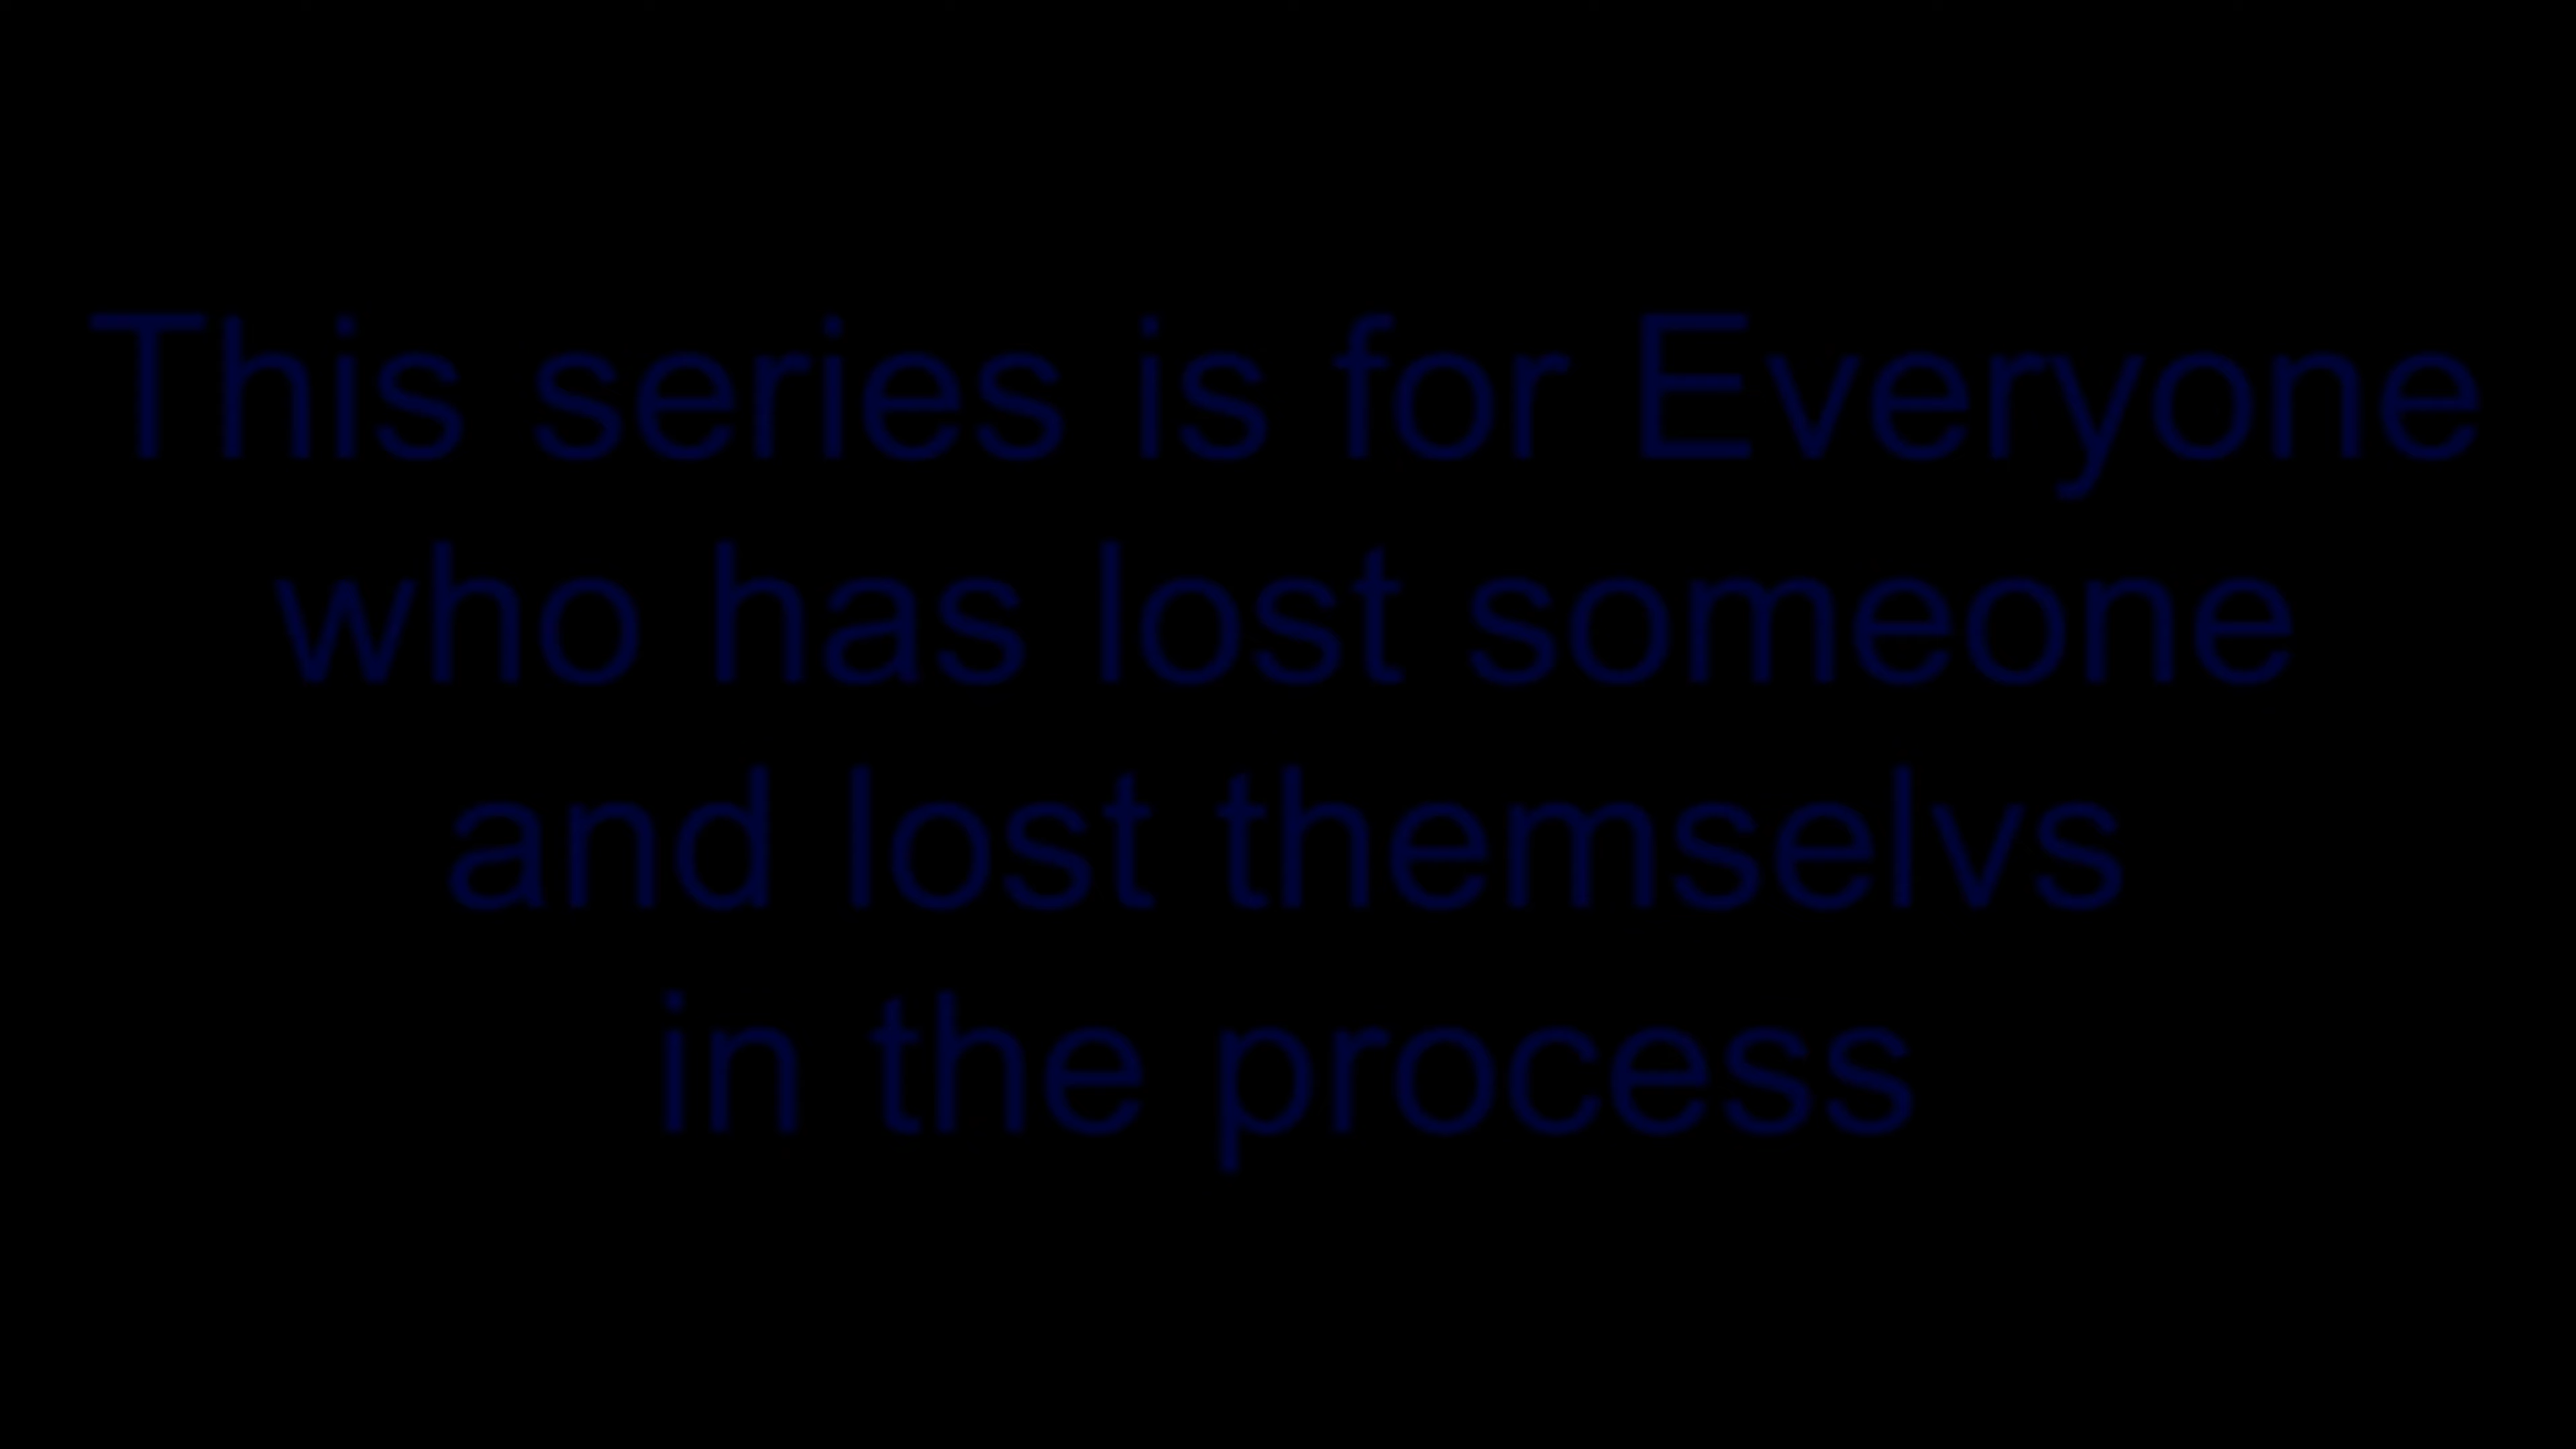 This series is for Everyone
who has lost someone
and lost themselvs
in the process